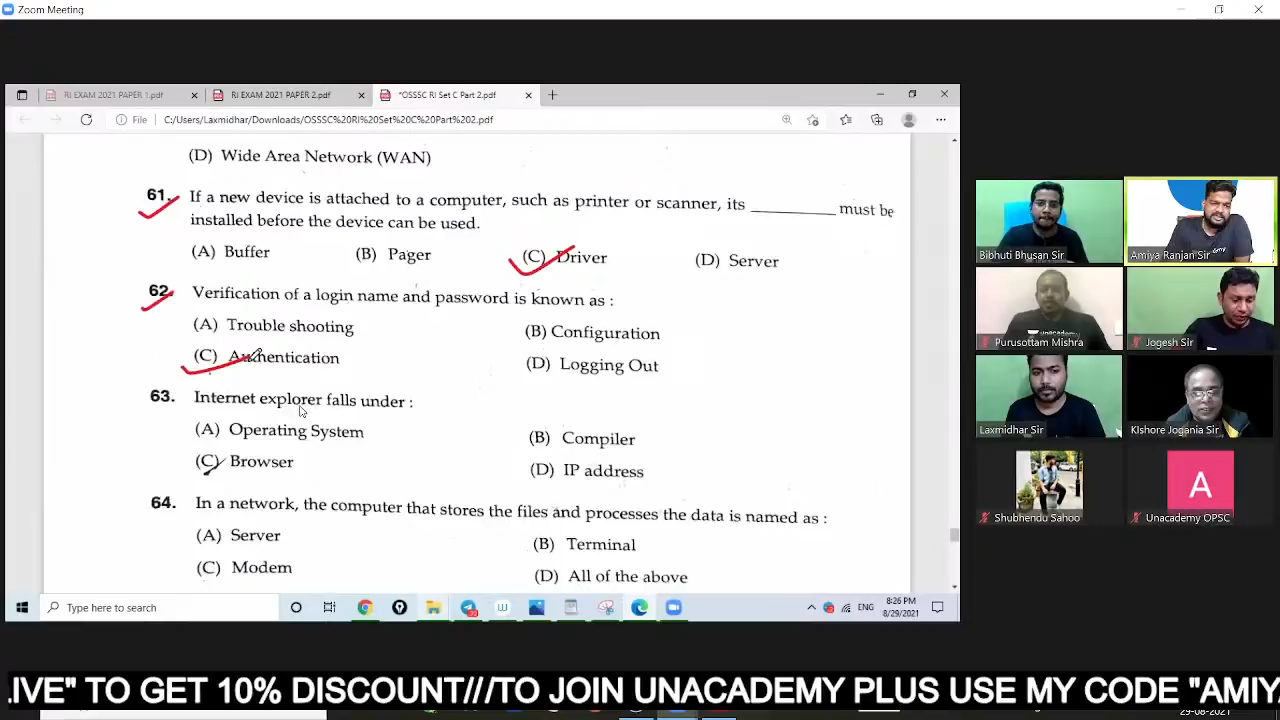 Zoom Meeting
RI EXAM 2021 PAPER 1.pdf
RI EXAM 2021 PAPER 2.pdf
*OSSSC RI Set C Part 2.pdf
File
C:/Users/Laxmidhar/Downloads/OSSSC%20RI%20Set%20C%20Part%202.pdf
(D) Wide Area Network (WAN)
61. If a new device is attached to a computer, such as printer or scanner, its __________ must be
installed before the device can be used.
(A) Buffer (B) Pager (C) Driver (D) Server
62. Verification of a login name and password is known as :
(A) Trouble shooting (B) Configuration
(C) Authentication (D) Logging Out
63. Internet explorer falls under :
(A) Operating System (B) Compiler
(C) Browser (D) IP address
64. In a network, the computer that stores the files and processes the data is named as :
(A) Server (B) Terminal
(C) Modem (D) All of the above
Type here to search
ENG
8:26 PM
8/29/2021
Bibhuti Bhusan Sir
Amiya Ranjan Sir
Purusottam Mishra
Jogesh Sir
Laxmidhar Sir
KIshore Jogania Sir
Shubhendu Sahoo
A
Unacademy OPSC
.IVE" TO GET 10% DISCOUNT///TO JOIN UNACADEMY PLUS USE MY CODE "AMIY
29-08-2021